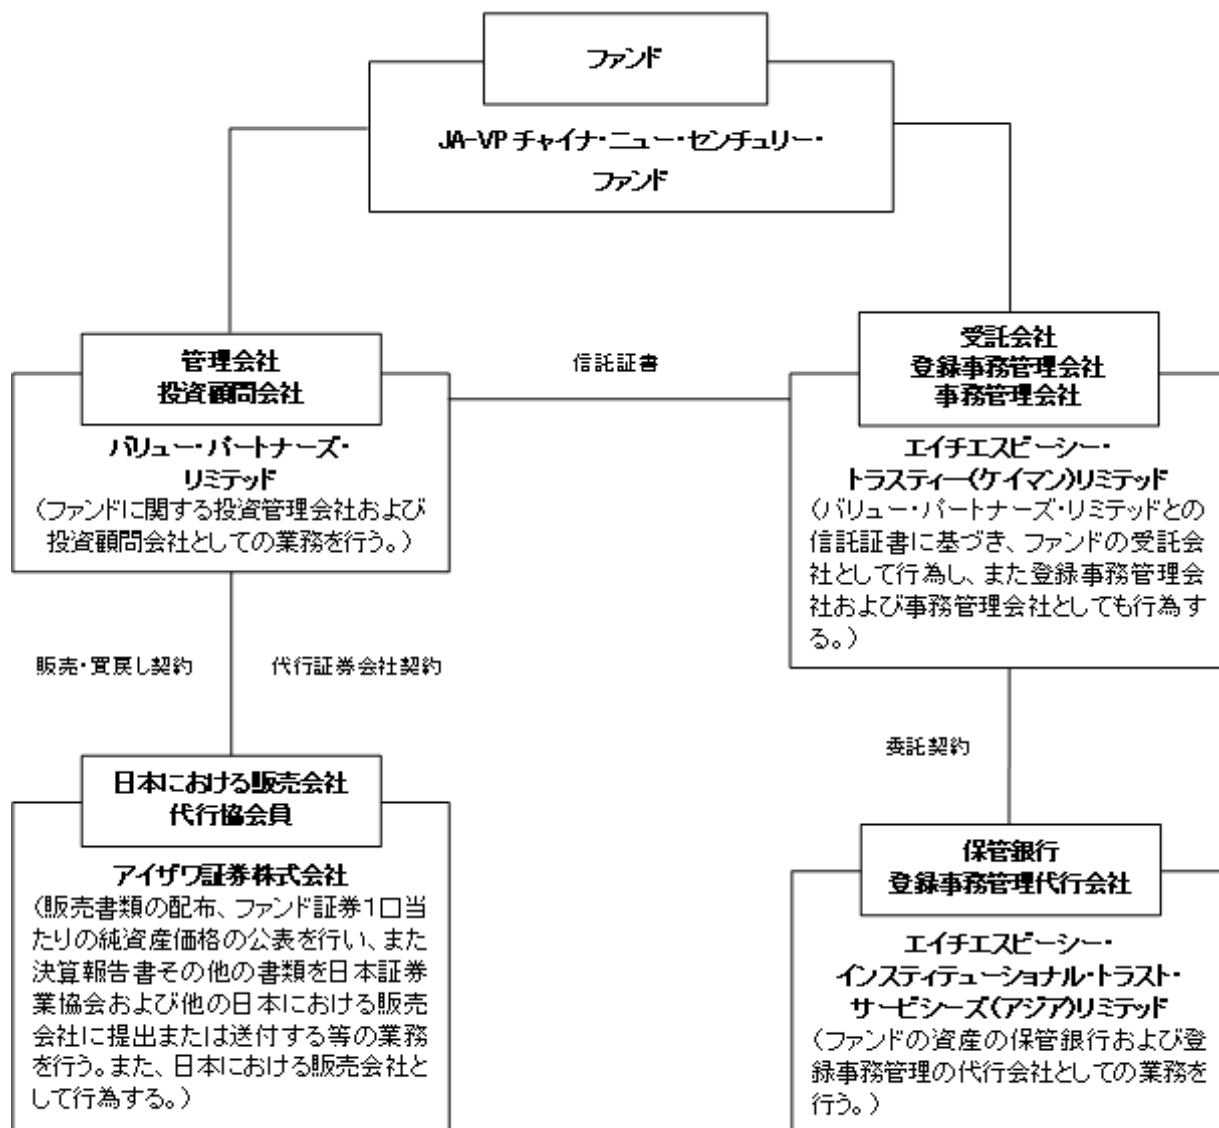 ファンド
JA-VP チャイナ・ニュー・センチュリー・
ファンド
管理会社
投資顧問会社
バリュー・パートナーズ・
リミテッド
(ファンドに関する投資管理会社および
投資顧問会社としての業務を行う。)
信託証書
受託会社
登録事務管理会社
事務管理会社
エイチエスビーシー・
トラスティー(ケイマン)リミテッド
(バリュー・パートナーズ・リミテッドとの
信託証書に基づき、ファンドの受託会
社として行為し、また登録事務管理会
社および事務管理会社としても行為す
る。)
販売・買戻し契約
代行証券会社契約
委託契約
日本における販売会社
代行協会員
アイザワ証券株式会社
(販売書類の配布、ファンド証券1口当
たりの純資産価格の公表を行い、また
決算報告書その他の書類を日本証券
業協会および他の日本における販売
会社に提出または送付する等の業務
を行う。また、日本における販売会社と
して行為する。)
保管銀行
登録事務管理代行会社
エイチエスビーシー・
インスティテューショナル・トラスト・
サービシーズ(アジア)リミテッド
(ファンドの資産の保管銀行および登
録事務管理の代行会社としての業務を
行う。)